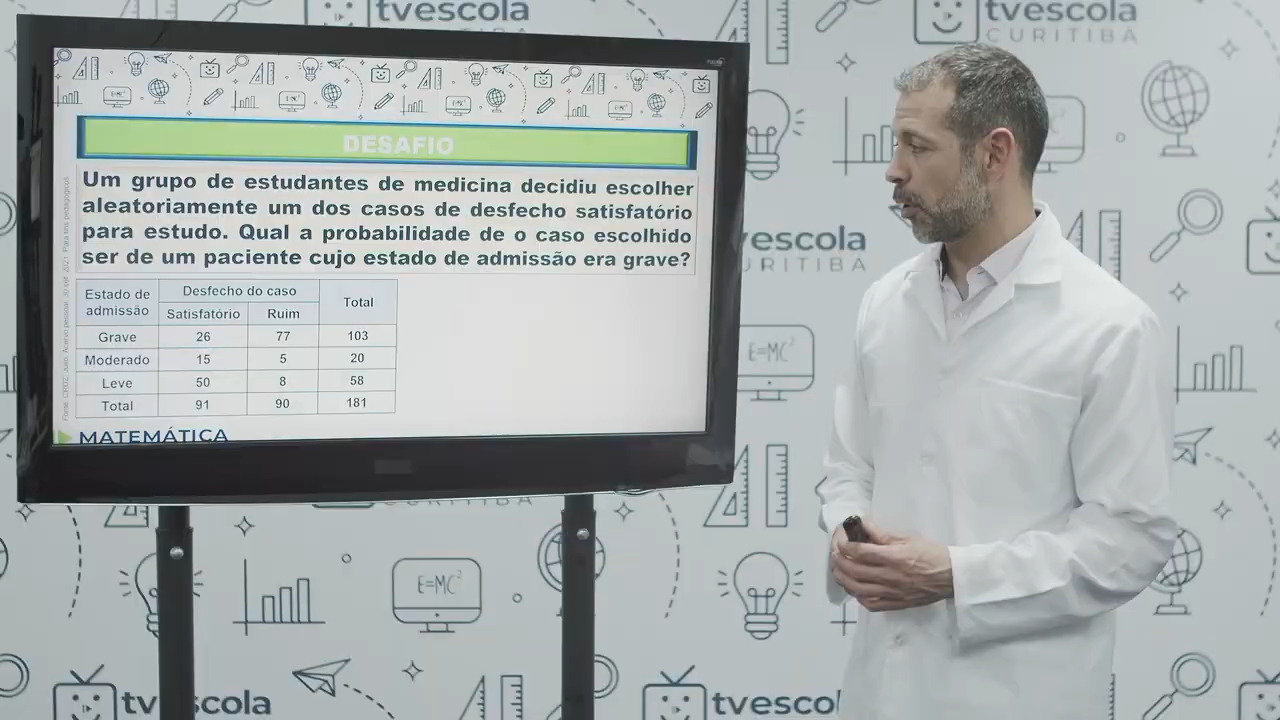 tvescola
tvescola
CURITIBA
DESAFIO
Um grupo de estudantes de medicina decidiu escolher
aleatoriamente um dos casos de desfecho satisfatório
para estudo. Qual a probabilidade de o caso escolhido
ser de um paciente cujo estado de admissão era grave?
Estado de admissão Desfecho do caso Total
Satisfatório Ruim
Grave 26 77 103
Moderado 15 5 20
Leve 50 8 58
Total 91 90 181
MATEMÁTICA
vescola
URITIBA
E=MC²
CURITIBA
E=MC²
tvescola
tvescol